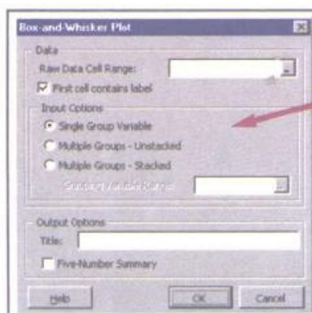 Box-and-Whisker Plot
Data
Raw Data Cell Range:
First cell contains label
Input Options
Single Group Variable
Multiple Groups - Unstacked
Multiple Groups - Stacked
Grouping Variable Range:
Output Options
Title:
Five-Number Summary
Help OK Cancel